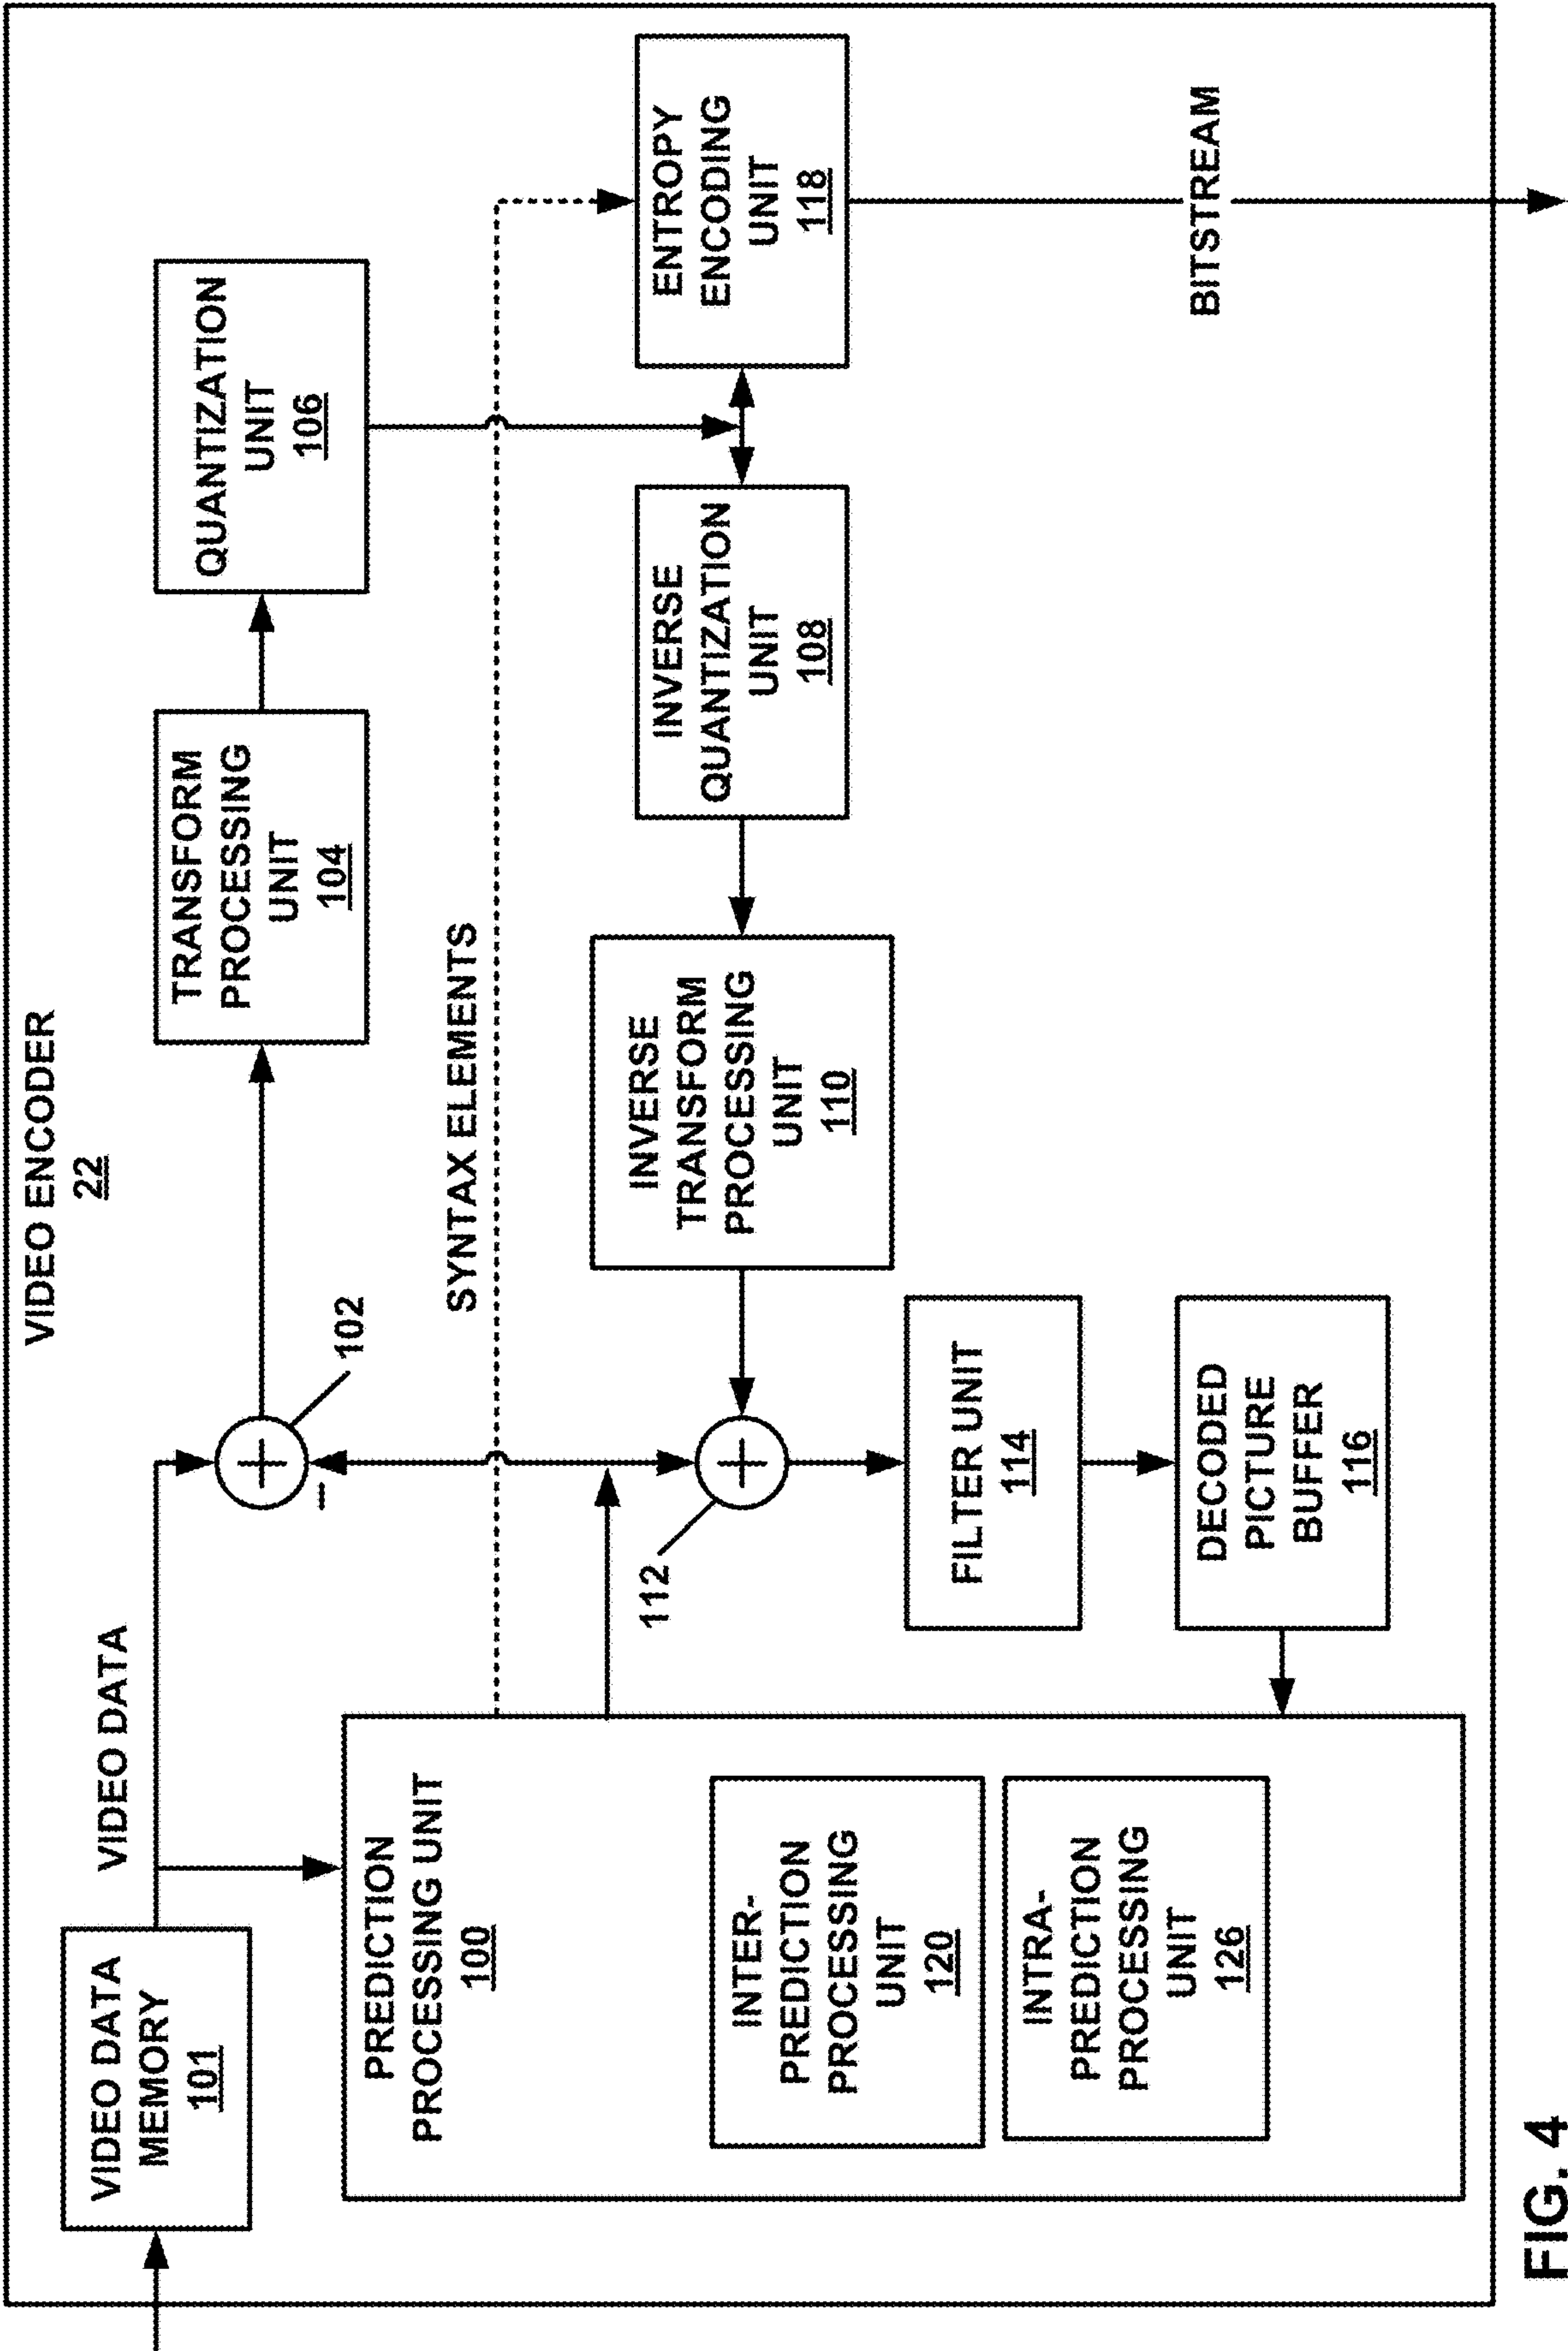 VIDEO ENCODER
22
VIDEO DATA
MEMORY
101
VIDEO DATA
102
TRANSFORM
PROCESSING
UNIT
104
QUANTIZATION
UNIT
106
PREDICTION
PROCESSING UNIT
100
SYNTAX ELEMENTS
INTER-
PREDICTION
PROCESSING
UNIT
120
INTRA-
PREDICTION
PROCESSING
UNIT
126
112
INVERSE
TRANSFORM
PROCESSING
UNIT
110
INVERSE
QUANTIZATION
UNIT
108
ENTROPY
ENCODING
UNIT
118
FILTER UNIT
114
DECODED
PICTURE
BUFFER
116
BITSTREAM
FIG. 4